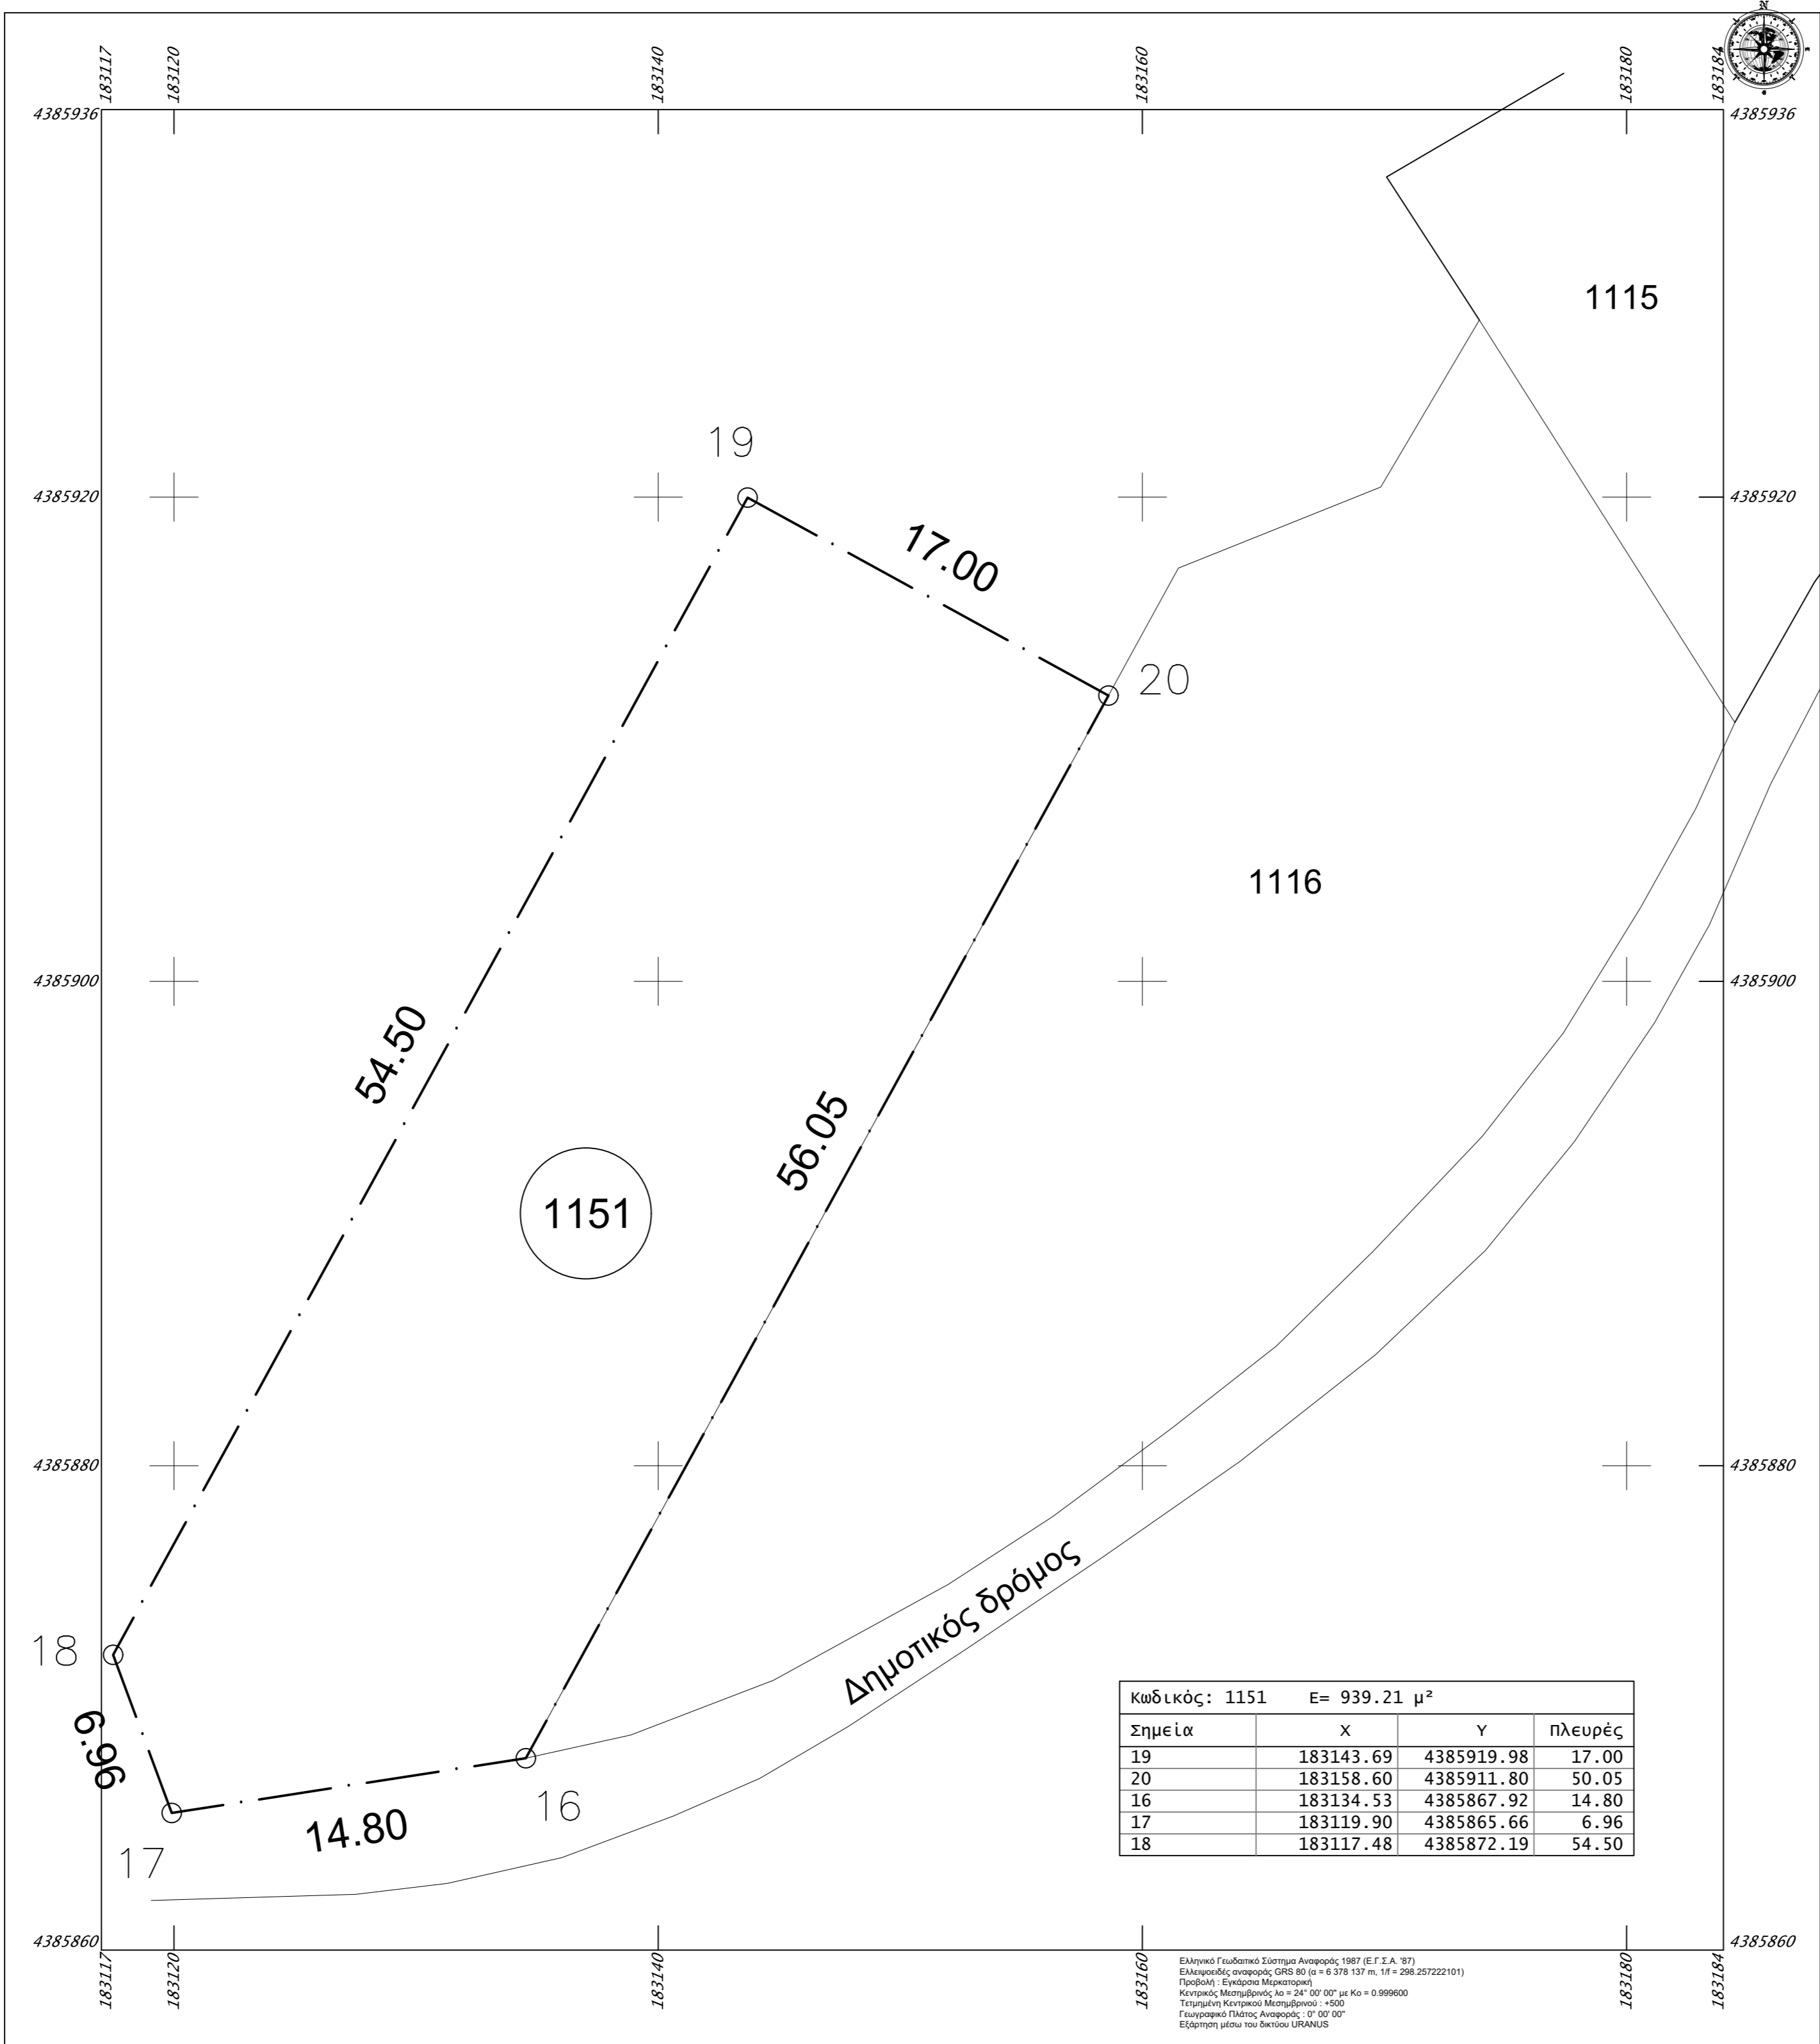 N
183117 183120 183140 183160 183180 183184
4385936 4385936
1115
19
4385920 4385920
17.00
20
1116
4385900 4385900
54.50
56.05
1151
4385880 4385880
Δημοτικός δρόμος
18
6.96
16
14.80
17
Κωδικός: 1151 Ε= 939.21 μ²
Σημεία X Y Πλευρές
19 183143.69 4385919.98 17.00
20 183158.60 4385911.80 50.05
16 183134.53 4385867.92 14.80
17 183119.90 4385865.66 6.96
18 183117.48 4385872.19 54.50
4385860 4385860
183117 183120 183140 183160 183180 183184
Ελληνικό Γεωδαιτικό Σύστημα Αναφοράς 1987 (Ε.Γ.Σ.Α. '87)
Ελλειψοειδές αναφοράς GRS 80 (α = 6 378 137 m, 1/f = 298.257222101)
Προβολή : Εγκάρσια Μερκατορική
Κεντρικός Μεσημβρινός λο = 24° 00' 00" με Κο = 0.999600
Τετμημένη Κεντρικού Μεσημβρινού : +500
Γεωγραφικό Πλάτος Αναφοράς : 0° 00' 00"
Εξάρτηση μέσω του δικτύου URANUS